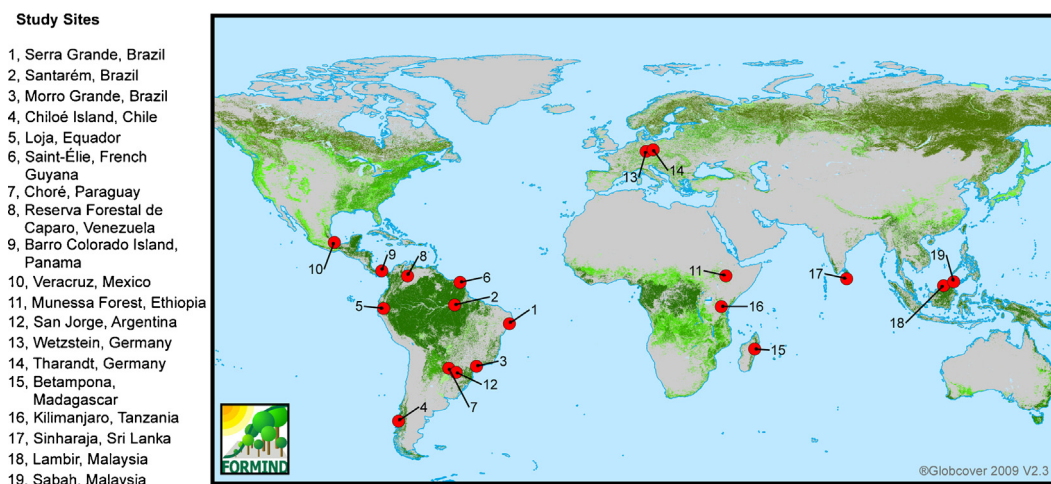 Study Sites
1, Serra Grande, Brazil
2, Santarém, Brazil
3, Morro Grande, Brazil
4, Chiloé Island, Chile
5, Loja, Equador
6, Saint-Élie, French
Guyana
7, Choré, Paraguay
8, Reserva Forestal de
Caparo, Venezuela
9, Barro Colorado Island,
Panama
10, Veracruz, Mexico
11, Munessa Forest, Ethiopia
12, San Jorge, Argentina
13, Wetzstein, Germany
14, Tharandt, Germany
15, Betampona,
Madagascar
16, Kilimanjaro, Tanzania
17, Sinharaja, Sri Lanka
18, Lambir, Malaysia
19, Sabah, Malaysia
13
14
10
9
8
6
11
17
19
5
2
1
16
18
3
15
12
4
7
FORMIND
®Globcover 2009 V2.3